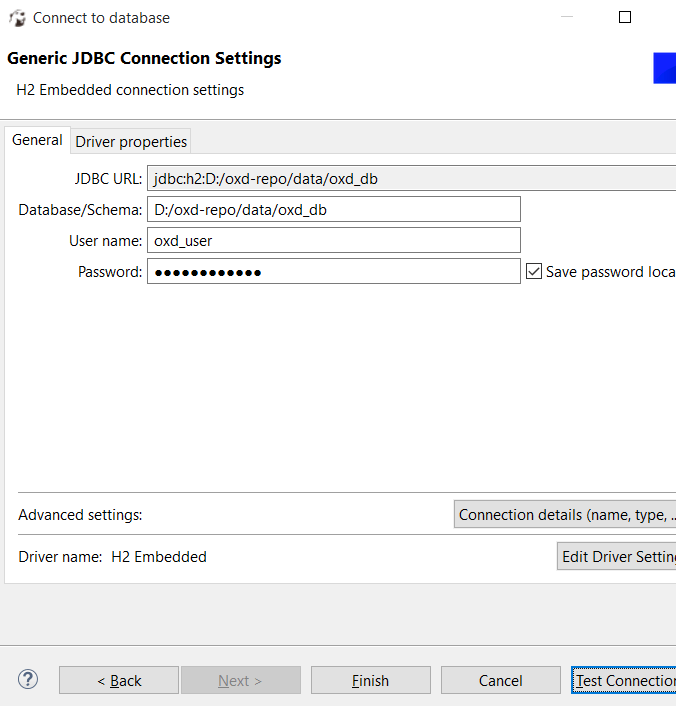 Connect to database
Generic JDBC Connection Settings
H2 Embedded connection settings
General Driver properties
JDBC URL: jdbc:h2:D:/oxd-repo/data/oxd_db
Database/Schema: D:/oxd-repo/data/oxd_db
User name: oxd_user
Password: ●●●●●●●●●●●● Save password loca
Advanced settings: Connection details (name, type, ..
Driver name: H2 Embedded Edit Driver Settin
? < Back Next > Finish Cancel Test Connection